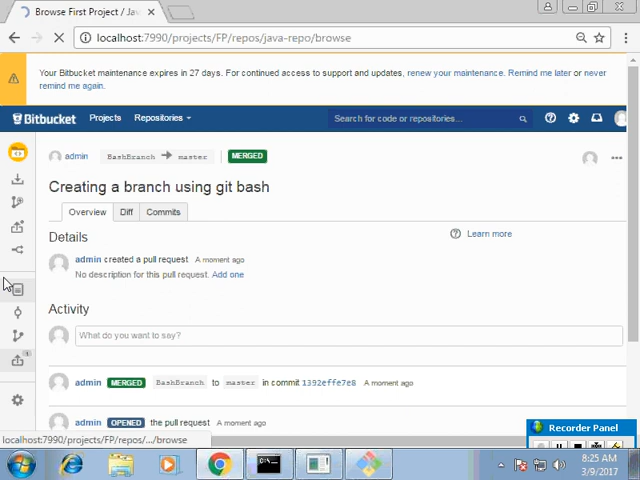 Browse First Project / Jav
localhost:7990/projects/FP/repos/java-repo/browse
Your Bitbucket maintenance expires in 27 days. For continued access to support and updates, renew your maintenance. Remind me later or never
remind me again.
Bitbucket Projects Repositories Search for code or repositories...
admin BashBranch master MERGED
Creating a branch using git bash
Overview Diff Commits
Details
Learn more
admin created a pull request A moment ago
No description for this pull request. Add one
Activity
What do you want to say?
admin MERGED BashBranch to master in commit 1392effe7e8 A moment ago
1
admin OPENED the pull request A moment ago
Recorder Panel
localhost:7990/projects/FP/repos/.../browse
8:25 AM
3/9/2017